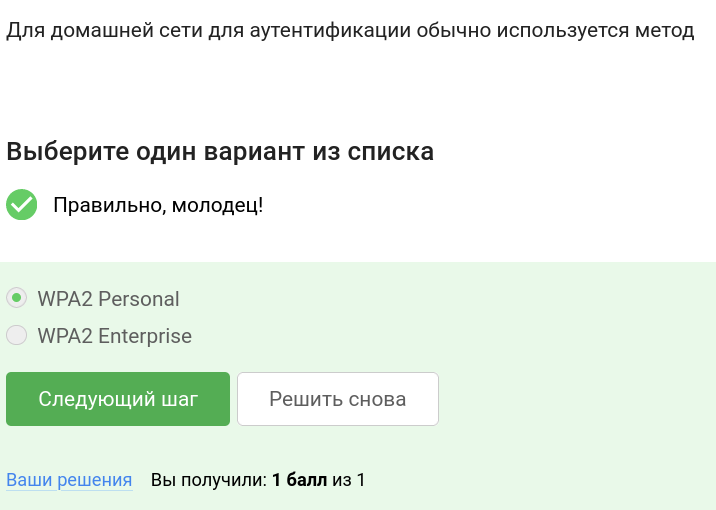 Для домашней сети для аутентификации обычно используется метод
Выберите один вариант из списка
Правильно, молодец!
WPA2 Personal
WPA2 Enterprise
Следующий шаг Решить снова
Ваши решения Вы получили: 1 балл из 1